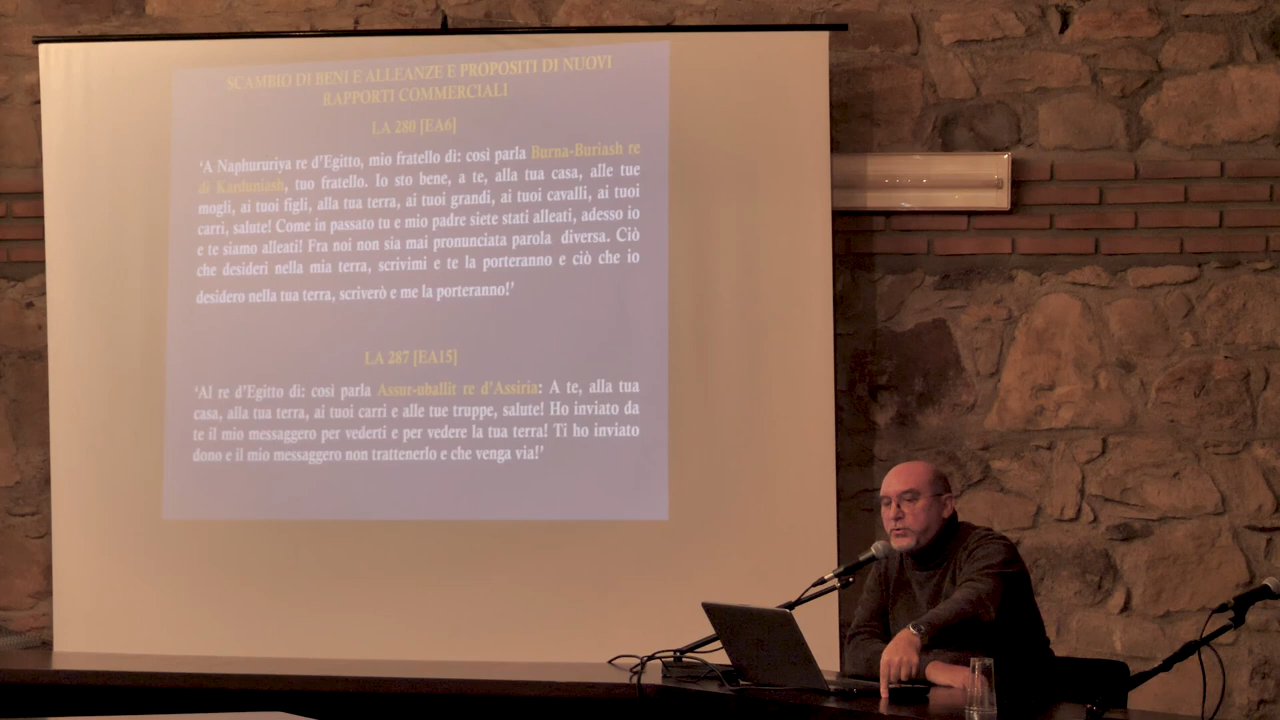 SCAMBIO DI BENI E ALLEANZE E PROPOSITI DI NUOVI
RAPPORTI COMMERCIALI
LA 280 [EA6]
‘A Naphururiya re d’Egitto, mio fratello di: così parla Burna-Buriash re
di Karduniash, tuo fratello. Io sto bene, a te, alla tua casa, alle tue
mogli, ai tuoi figli, alla tua terra, ai tuoi grandi, ai tuoi cavalli, ai tuoi
carri, salute! Come in passato tu e mio padre siete stati alleati, adesso io
e te siamo alleati! Fra noi non sia mai pronunciata parola diversa. Ciò
che desideri nella mia terra, scrivimi e te la porteranno e ciò che io
desidero nella tua terra, scriverò e me la porteranno!’
LA 287 [EA15]
‘Al re d’Egitto di: così parla Assur-uballit re d’Assiria: A te, alla tua
casa, alla tua terra, ai tuoi carri e alle tue truppe, salute! Ho inviato da
te il mio messaggero per vederti e per vedere la tua terra! Ti ho inviato
dono e il mio messaggero non trattenerlo e che venga via!’